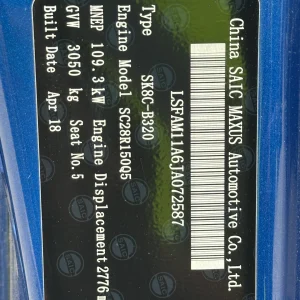 China SAIC MAXUS Automotive Co.,Ltd.
LSFAM11A6JA072587
Type SK8C-B320
Engine Model SC28R150Q5
MNEP 109.3 kW Engine Displacement 2776 m
GVW 3050 kg Seat No.5
Built Date Apr 18